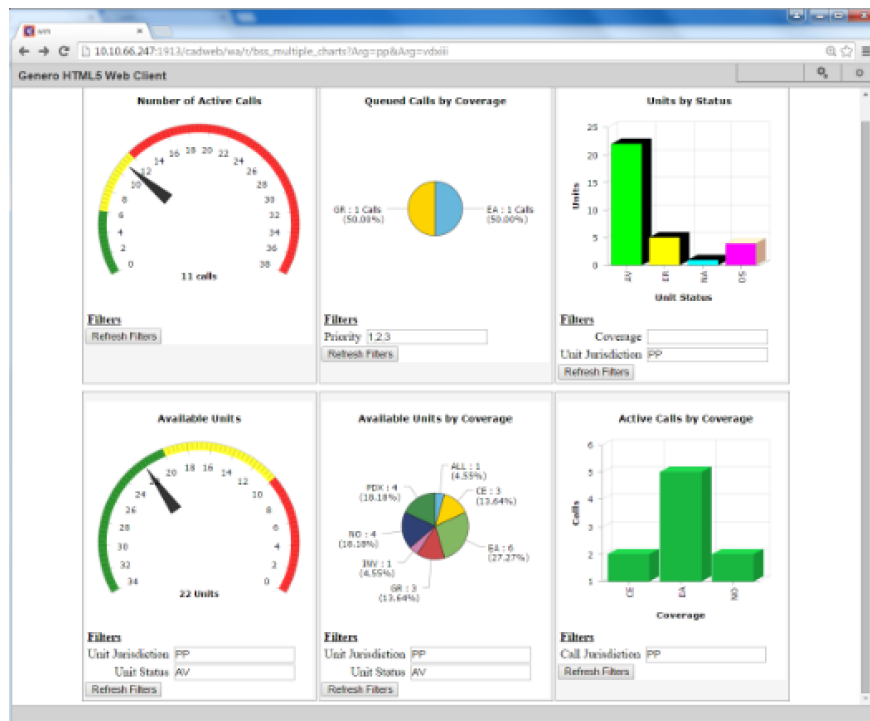 wm
10.10.66.247:1913/cadweb/wa/r/bss_multiple_charts?Arg=pp&Arg=vdxiii
Genero HTML5 Web Client
Number of Active Calls
0
2
4
6
8
10
12
14
16
18
20
22
24
26
28
30
32
34
36
38
11 calls
Filters
Refresh Filters
Queued Calls by Coverage
GR : 1 Calls
(50.00%)
EA : 1 Calls
(50.00%)
Filters
Priority 1,2,3
Refresh Filters
Units by Status
25
20
15
10
5
0
Units
AV
ER
NA
OS
Unit Status
Filters
Coverage
Unit Jurisdiction PP
Refresh Filters
Available Units
34
32
30
28
26
24
20
18
16
14
12
10
8
6
4
2
0
22 Units
Filters
Unit Jurisdiction PP
Unit Status AV
Refresh Filters
Available Units by Coverage
ALL : 1
(4.55%)
CE : 3
(13.64%)
EA : 6
(27.27%)
GR : 3
(13.64%)
INV : 1
(4.55%)
NO : 4
(18.18%)
PDX : 4
(18.18%)
Filters
Unit Jurisdiction PP
Unit Status AV
Refresh Filters
Active Calls by Coverage
6
5
4
3
2
1
Calls
CE
EA
NO
Coverage
Filters
Call Jurisdiction PP
Refresh Filters